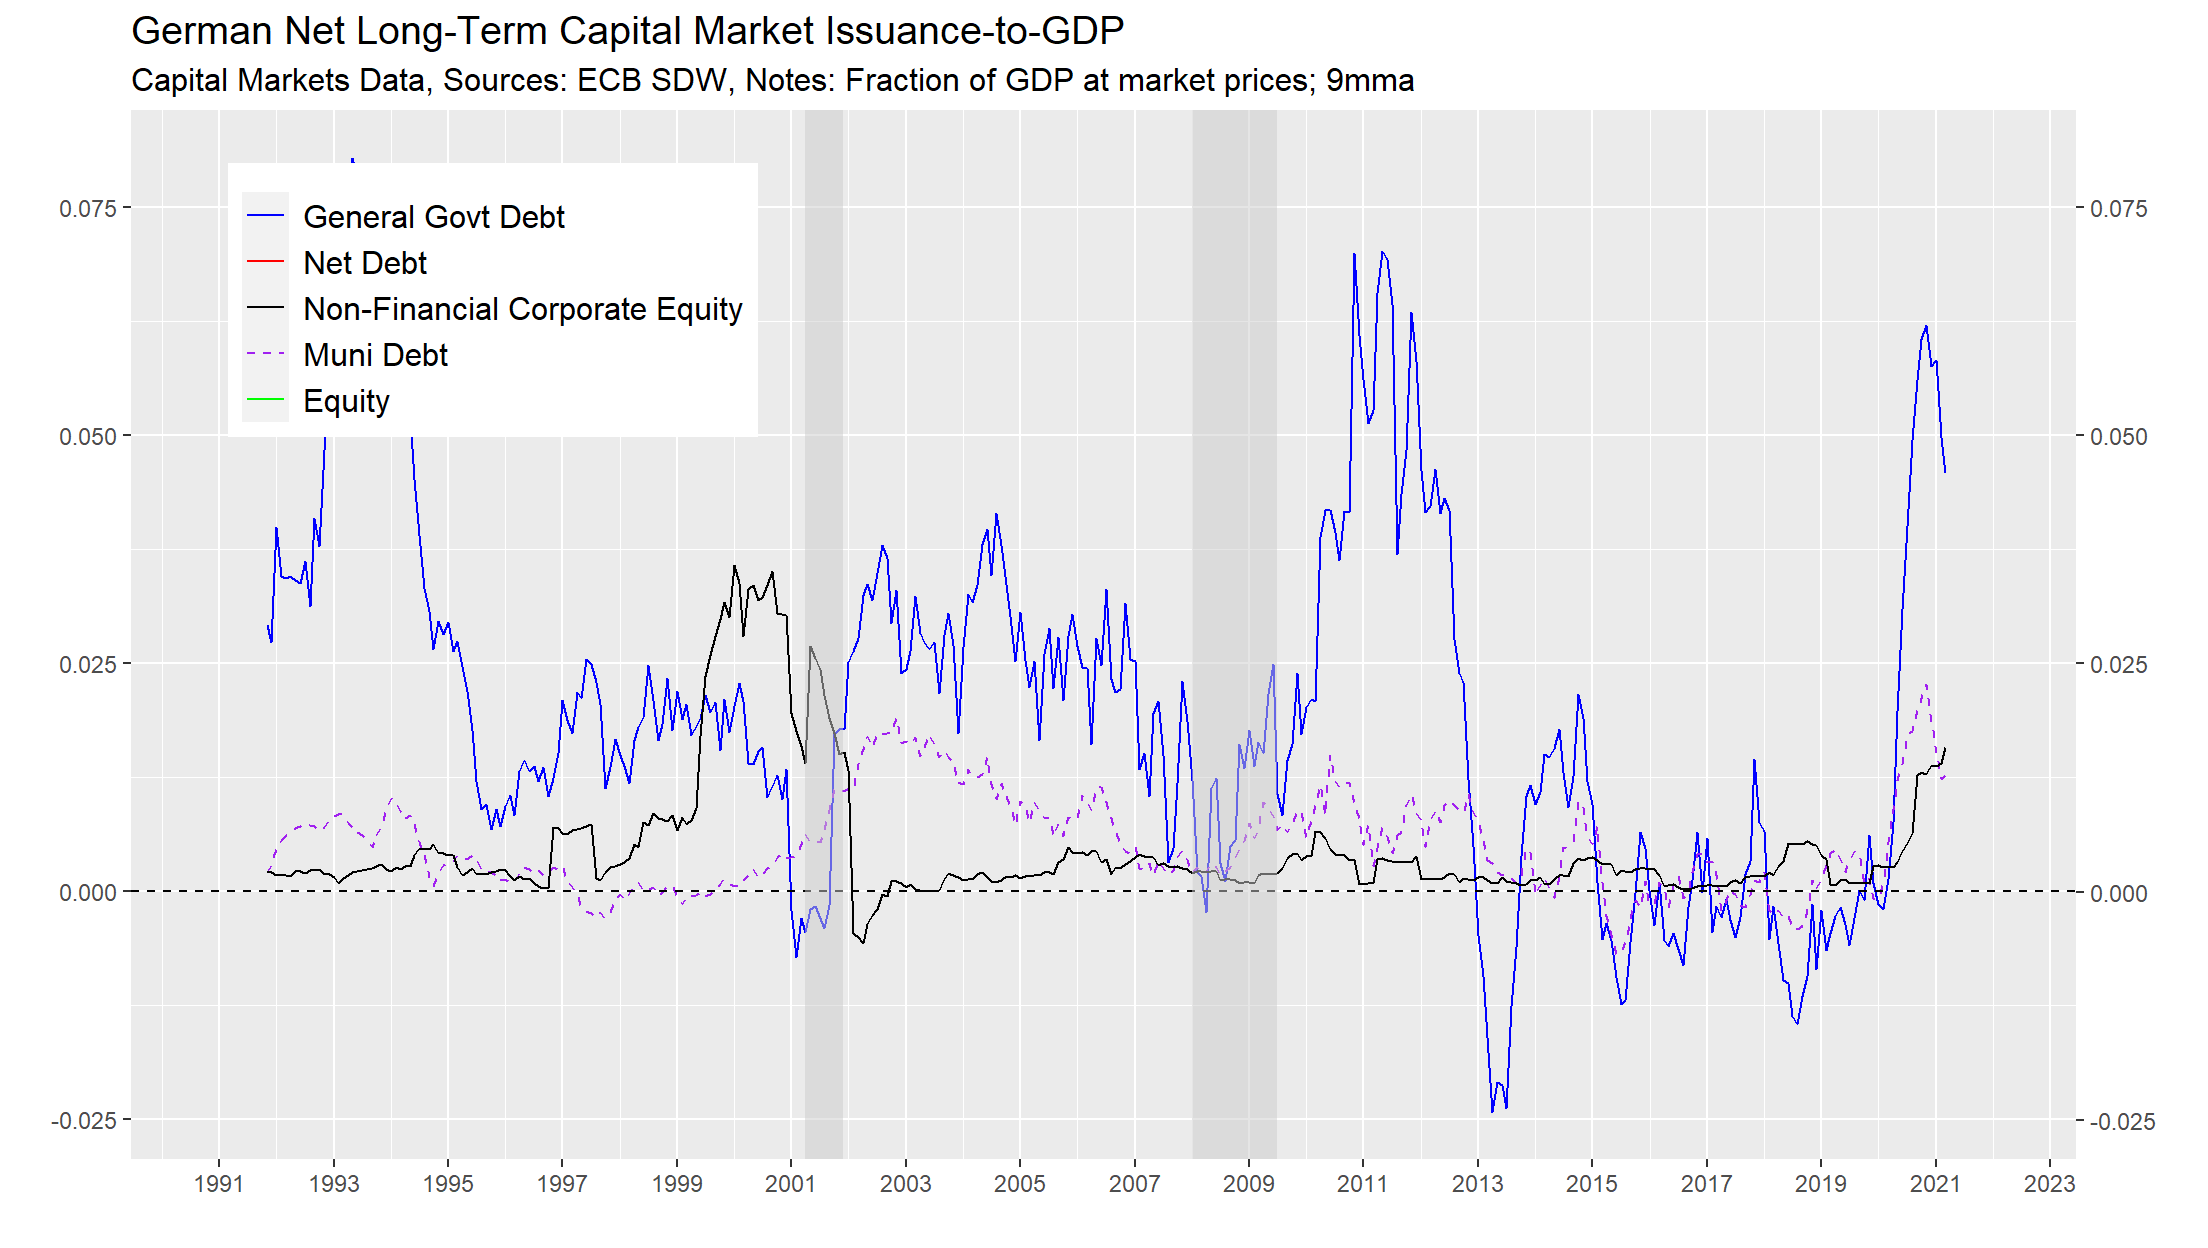 German Net Long-Term Capital Market Issuance-to-GDP
Capital Markets Data, Sources: ECB SDW, Notes: Fraction of GDP at market prices; 9mma
General Govt Debt
Net Debt
Non-Financial Corporate Equity
Muni Debt
Equity
0.075
0.050
0.025
0.000
-0.025
0.075
0.050
0.025
0.000
-0.025
1991 1993 1995 1997 1999 2001 2003 2005 2007 2009 2011 2013 2015 2017 2019 2021 2023